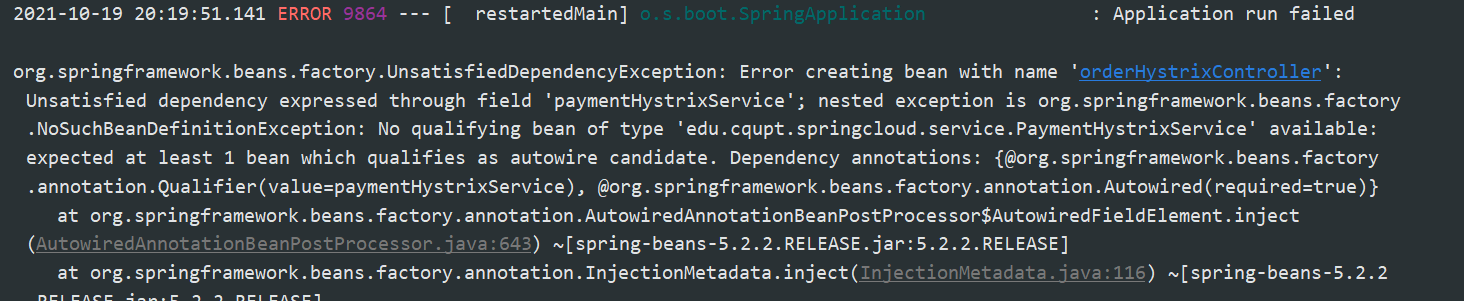 2021-10-19 20:19:51.141 ERROR 9864 --- [  restartedMain] o.s.boot.SpringApplication               : Application run failed
org.springframework.beans.factory.UnsatisfiedDependencyException: Error creating bean with name 'orderHystrixController':
Unsatisfied dependency expressed through field 'paymentHystrixService'; nested exception is org.springframework.beans.factory
.NoSuchBeanDefinitionException: No qualifying bean of type 'edu.cqupt.springcloud.service.PaymentHystrixService' available:
expected at least 1 bean which qualifies as autowire candidate. Dependency annotations: {@org.springframework.beans.factory
.annotation.Qualifier(value=paymentHystrixService), @org.springframework.beans.factory.annotation.Autowired(required=true)}
at org.springframework.beans.factory.annotation.AutowiredAnnotationBeanPostProcessor$AutowiredFieldElement.inject
(AutowiredAnnotationBeanPostProcessor.java:643) ~[spring-beans-5.2.2.RELEASE.jar:5.2.2.RELEASE]
at org.springframework.beans.factory.annotation.InjectionMetadata.inject(InjectionMetadata.java:116) ~[spring-beans-5.2.2
.RELEASE.jar:5.2.2.RELEASE]